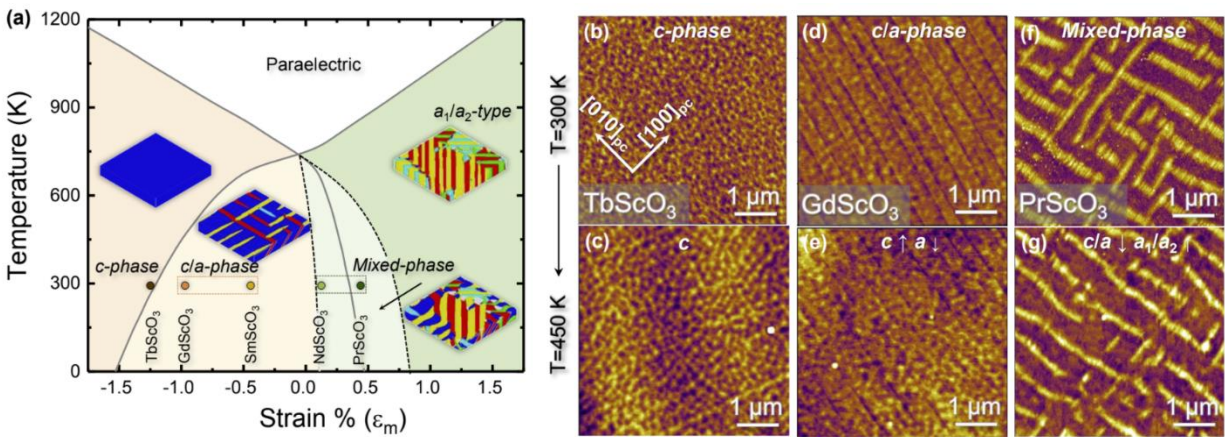 (a)
1200
900
600
300
0
Temperature (K)
Paraelectric
a₁/a₂-type
c-phase
c/a-phase
Mixed-phase
TbScO₃
GdScO₃
SmScO₃
NdScO₃
PrScO₃
-1.5
-1.0
-0.5
0.0
0.5
1.0
1.5
Strain % (εₘ)
T=300 K
T=450 K
(b)
c-phase
[010]pc
[100]pc
TbScO₃
1 μm
(d)
c/a-phase
GdScO₃
1 μm
(f)
Mixed-phase
PrScO₃
1 μm
(c)
c
1 μm
(e)
c ↑ a ↓
1 μm
(g)
c/a ↓ a₁/a₂ ↑
1 μm